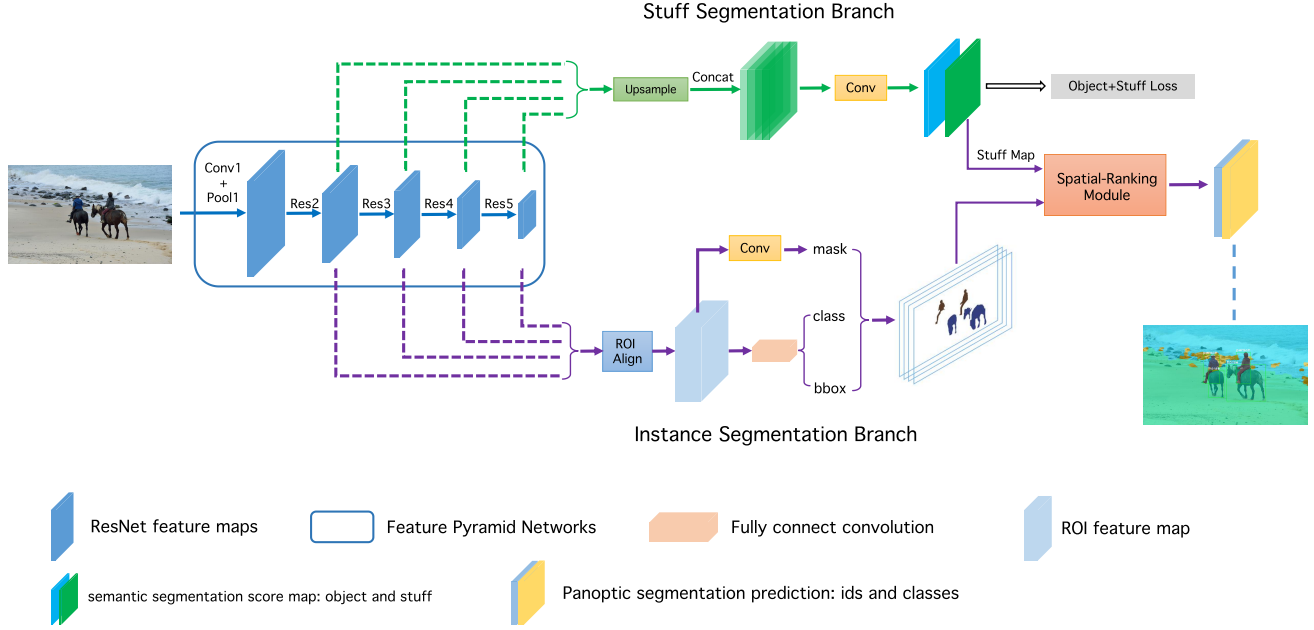 Stuff Segmentation Branch
Upsample
Concat
Conv
Object+Stuff Loss
Conv1
+
Pool1
Res2
Res3
Res4
Res5
Stuff Map
Spatial-Ranking
Module
Conv
mask
class
bbox
ROI
Align
Instance Segmentation Branch
ResNet feature maps
Feature Pyramid Networks
Fully connect convolution
ROI feature map
semantic segmentation score map: object and stuff
Panoptic segmentation prediction: ids and classes